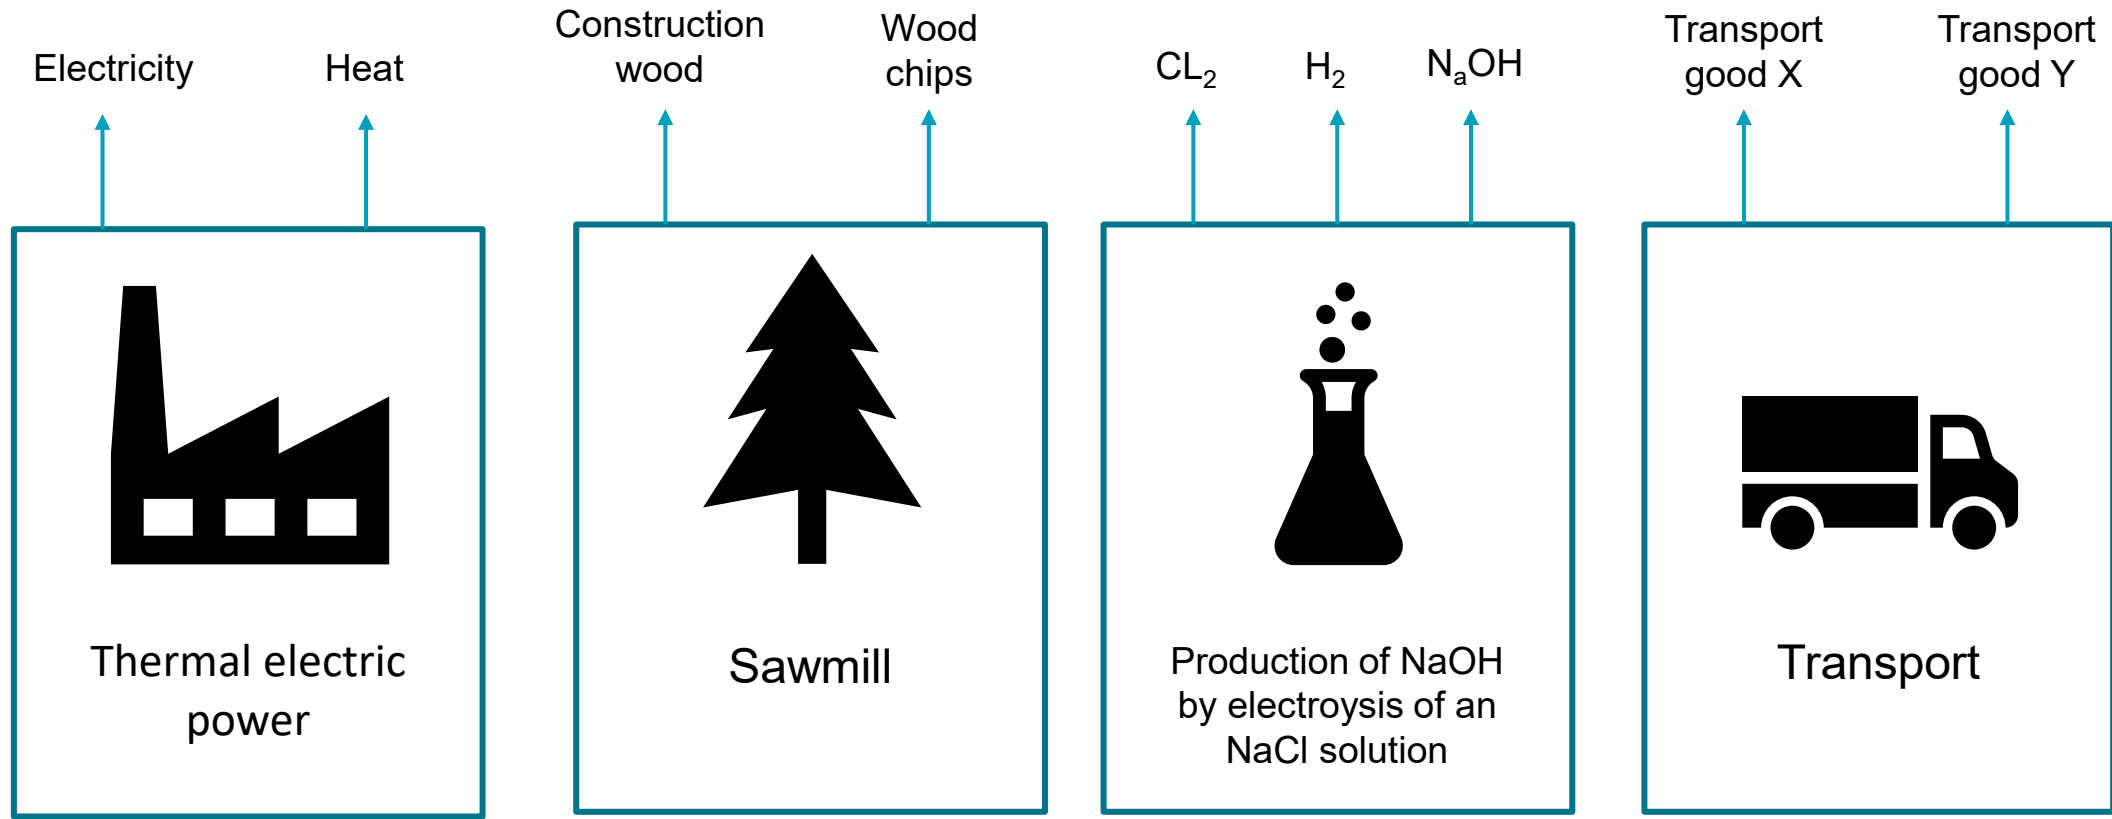 Electricity
Heat
Construction
wood
Wood
chips
CL₂
H₂
NₐOH
Transport
good X
Transport
good Y
Thermal electric
power
Sawmill
Production of NaOH
by electroysis of an
NaCl solution
Transport